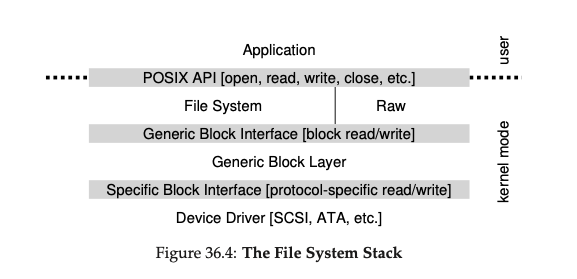 Application
user
POSIX API [open, read, write, close, etc.]
File System
Raw
Generic Block Interface [block read/write]
Generic Block Layer
kernel mode
Specific Block Interface [protocol-specific read/write]
Device Driver [SCSI, ATA, etc.]
Figure 36.4: The File System Stack